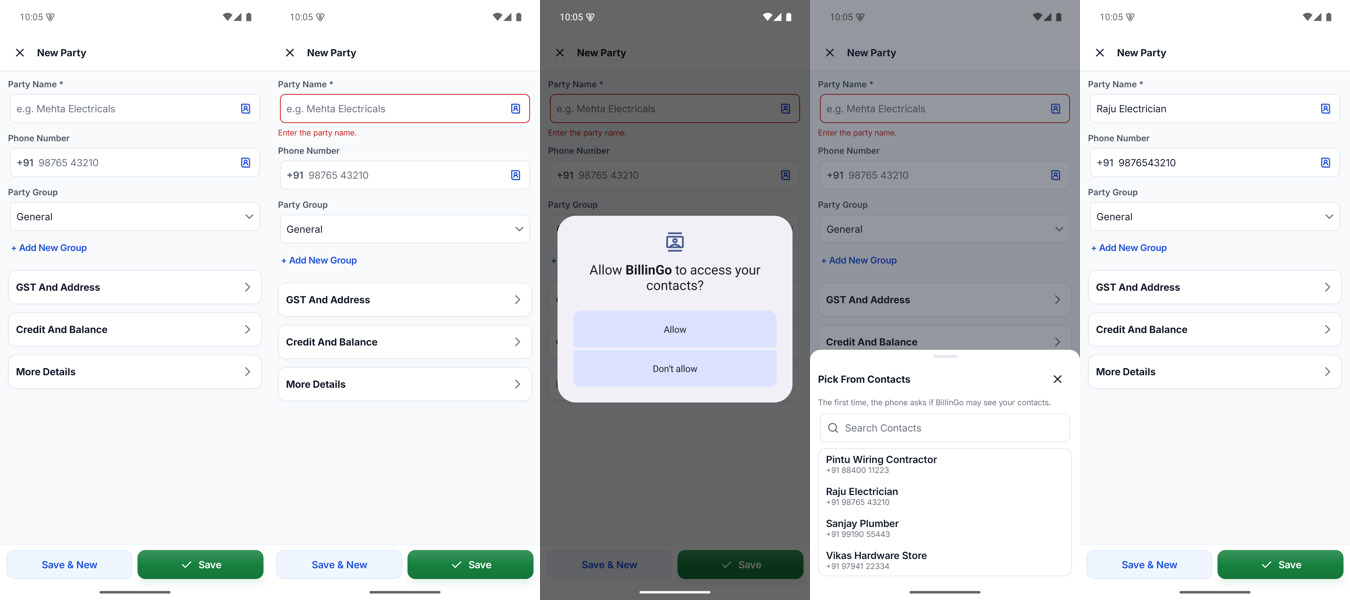 10:05
New Party
Party Name *
e.g. Mehta Electricals
Phone Number
+91 98765 43210
Party Group
General
+ Add New Group
GST And Address
Credit And Balance
More Details
Save & New
Save
10:05
New Party
Party Name *
e.g. Mehta Electricals
Enter the party name.
Phone Number
+91 98765 43210
Party Group
General
+ Add New Group
GST And Address
Credit And Balance
More Details
Save & New
Save
10:05
New Party
Party Name *
e.g. Mehta Electricals
Enter the party name.
Phone Number
+91 98765 43210
Party Group
Allow BillinGo to access your
contacts?
Allow
Don't allow
Save & New
Save
10:05
New Party
Party Name *
e.g. Mehta Electricals
Enter the party name.
Phone Number
+91 98765 43210
Party Group
General
+ Add New Group
GST And Address
Credit And Balance
Pick From Contacts
The first time, the phone asks if BillinGo may see your contacts.
Search Contacts
Pintu Wiring Contractor
+91 88400 11223
Raju Electrician
+91 98765 43210
Sanjay Plumber
+91 99190 55443
Vikas Hardware Store
+91 97941 22334
10:05
New Party
Party Name *
Raju Electrician
Phone Number
+91 9876543210
Party Group
General
+ Add New Group
GST And Address
Credit And Balance
More Details
Save & New
Save